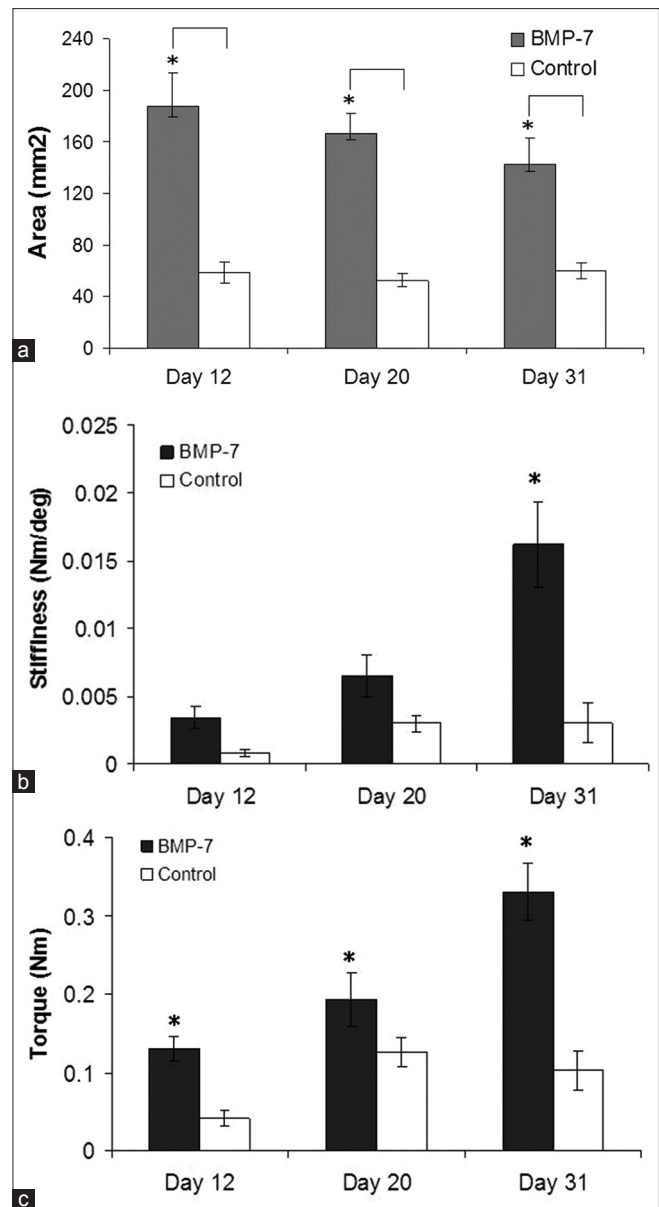 240
200
160
120
80
40
0
Area (mm2)
*
*
*
BMP-7
Control
Day 12 Day 20 Day 31
a
0.025
0.02
0.015
0.01
0.005
0
Stiffness (Nm/deg)
BMP-7
Control
*
Day 12 Day 20 Day 31
b
0.4
0.3
0.2
0.1
0
Torque (Nm)
BMP-7
Control
*
*
*
Day 12 Day 20 Day 31
c